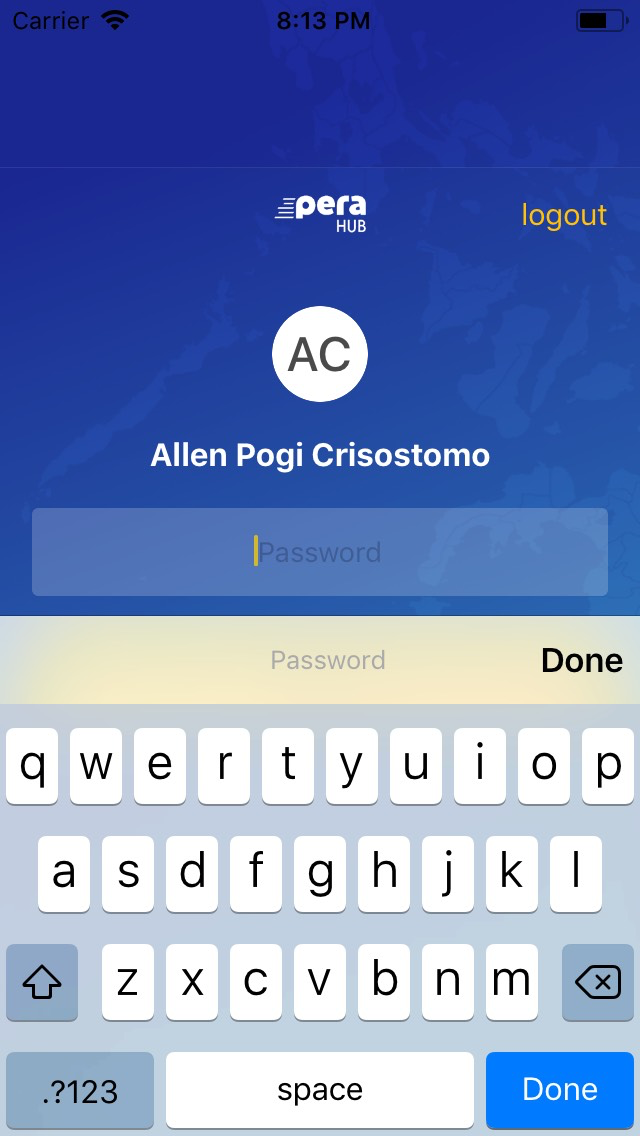 Carrier 8:13 PM
pera
HUB
logout
AC
Allen Pogi Crisostomo
Password
Password Done
q w e r t y u i o p
a s d f g h j k l
z x c v b n m
.?123 space Done